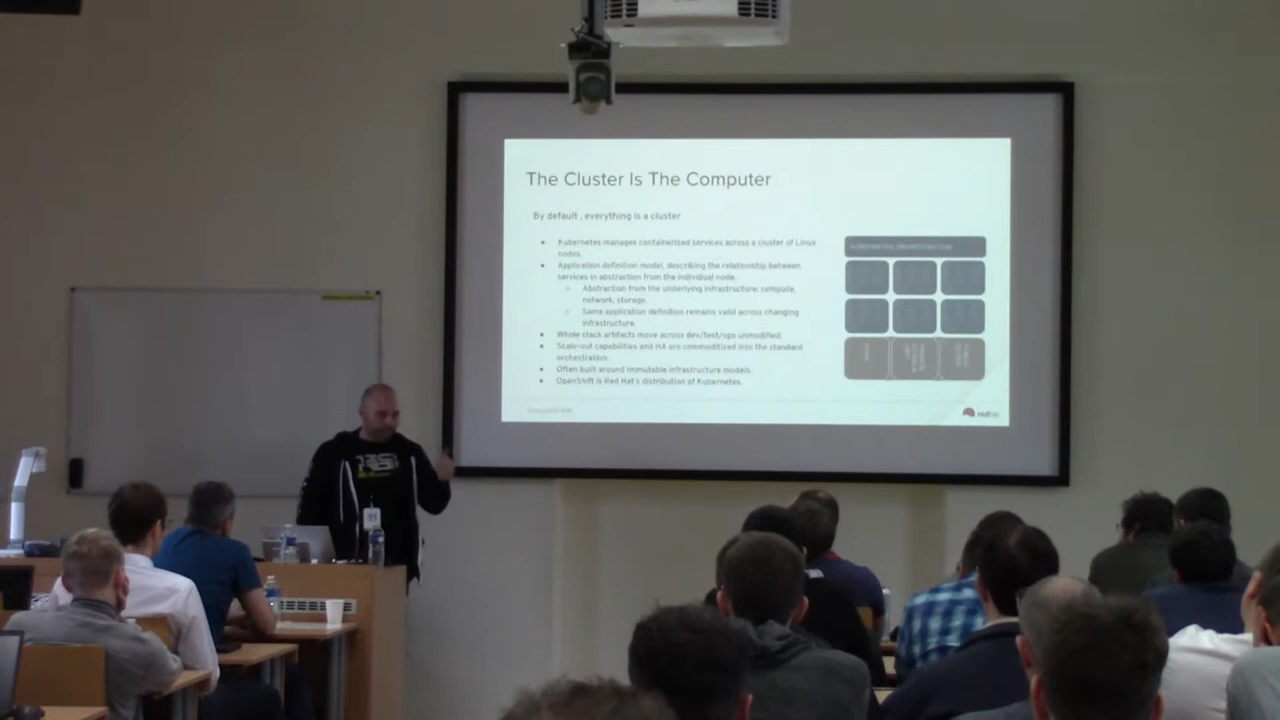 The Cluster Is The Computer
By default , everything is a cluster
Kubernetes manages containerized services across a cluster of Linux
nodes.
Application definition model, describing the relationship between
services in abstraction from the individual node.
Abstraction from the underlying infrastructure: compute,
network, storage.
Same application definition remains valid across changing
infrastructure.
Whole stack artifacts move across dev/test/ops unmodified
Scale-out capabilities and HA are commoditized into the standard
orchestration.
Often built around immutable infrastructure models.
OpenShift is Red Hat's distribution of Kubernetes.
redhat